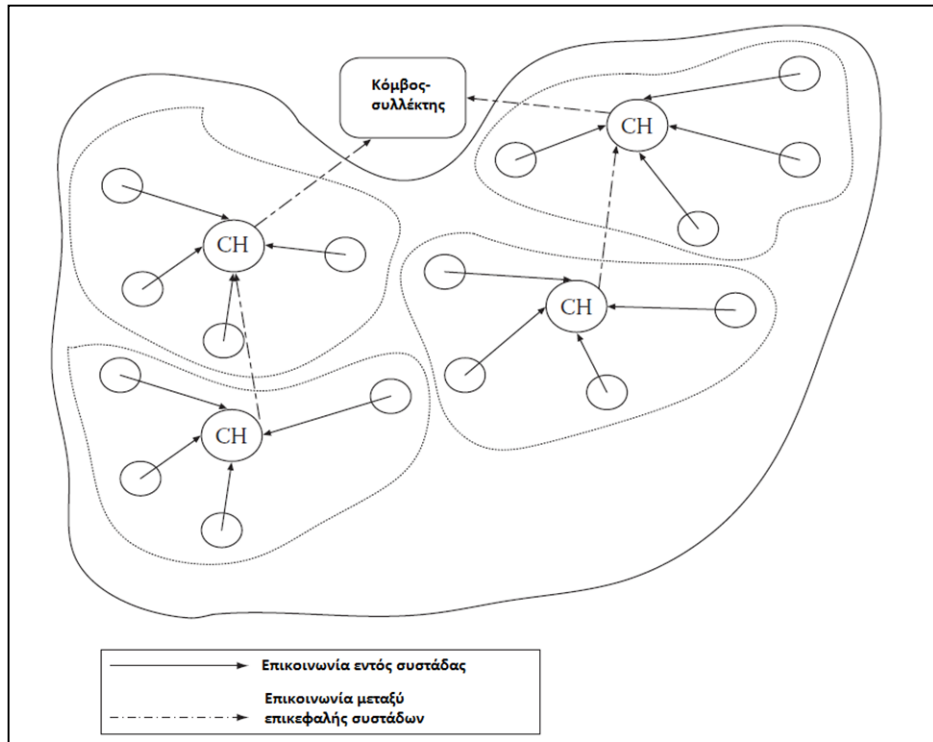 Κόμβος-
συλλέκτης
CH
CH
CH
CH
Επικοινωνία εντός συστάδας
Επικοινωνία μεταξύ
επικεφαλής συστάδων